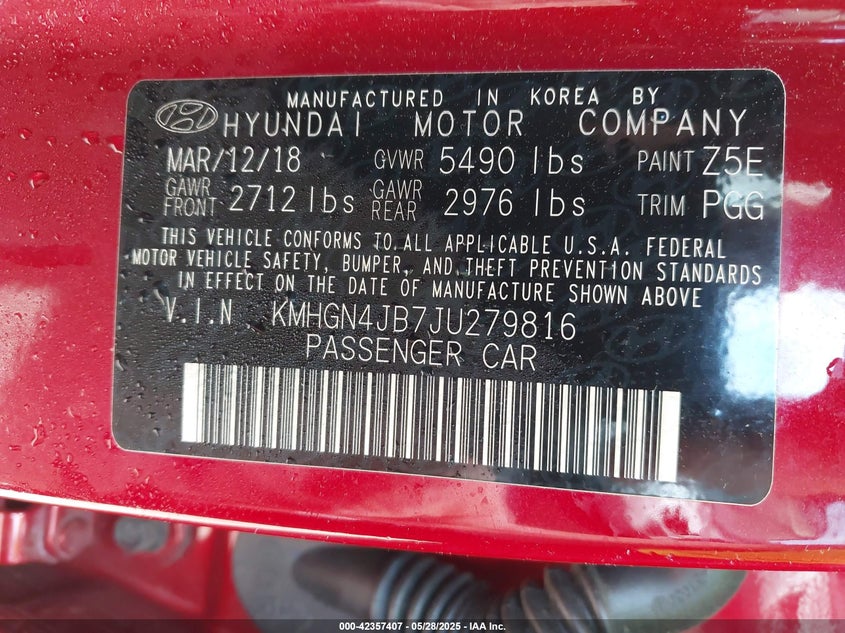 MANUFACTURED IN KOREA BY
HYUNDAI MOTOR COMPANY
MAR/12/18 GVWR 5490 lbs PAINT Z5E
GAWR FRONT 2712 lbs GAWR REAR 2976 lbs TRIM PGG
THIS VEHICLE CONFORMS TO ALL APPLICABLE U.S.A. FEDERAL
MOTOR VEHICLE SAFETY, BUMPER, AND THEFT PREVENTION STANDARDS
IN EFFECT ON THE DATE OF MANUFACTURE SHOWN ABOVE
V.I.N KMHGN4JB7JU279816
PASSENGER CAR
000-42357407 - 05/28/2025 - IAA Inc.